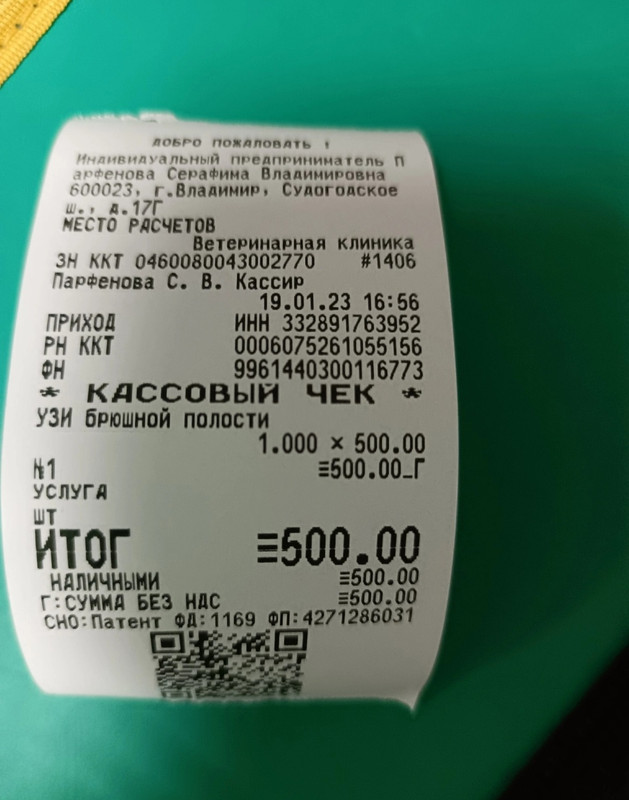 ДОБРО ПОЖАЛОВАТЬ !
Индивидуальный предприниматель П
арфенова Серафима Владимировна
600023, г.Владимир, Судогодское
ш., д.17Г
МЕСТО РАСЧЕТОВ
Ветеринарная клиника
ЗН ККТ 0460080043002770 #1406
Парфенова С. В. Кассир
19.01.23 16:56
ПРИХОД ИНН 332891763952
РН ККТ 0006075261055156
ФН 9961440300116773
* КАССОВЫЙ ЧЕК *
УЗИ брюшной полости
1.000 × 500.00
№1 ≡500.00_Г
УСЛУГА
ШТ
ИТОГ ≡500.00
НАЛИЧНЫМИ ≡500.00
Г:СУММА БЕЗ НДС ≡500.00
СНО:Патент ФД:1169 ФП:4271286031